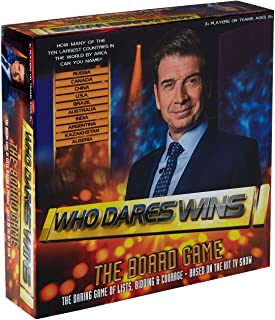 3+ PLAYERS OR TEAMS AGES 8+
HOW MANY OF THE
TEN LARGEST COUNTRIES IN
THE WORLD BY AREA
CAN YOU NAME?
RUSSIA
CANADA
CHINA
U.S.A
BRAZIL
AUSTRALIA
INDIA
ARGENTINA
KAZAKHSTAN
ALGERIA
WHO DARES WINS
THE BOARD GAME
THE DARING GAME OF LISTS, BIDDING & COURAGE - BASED ON THE HIT TV SHOW
WHO DARES WINS
THE BOARD GAME